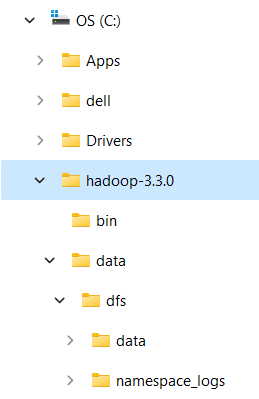 OS (C:)
Apps
dell
Drivers
hadoop-3.3.0
bin
data
dfs
data
namespace_logs